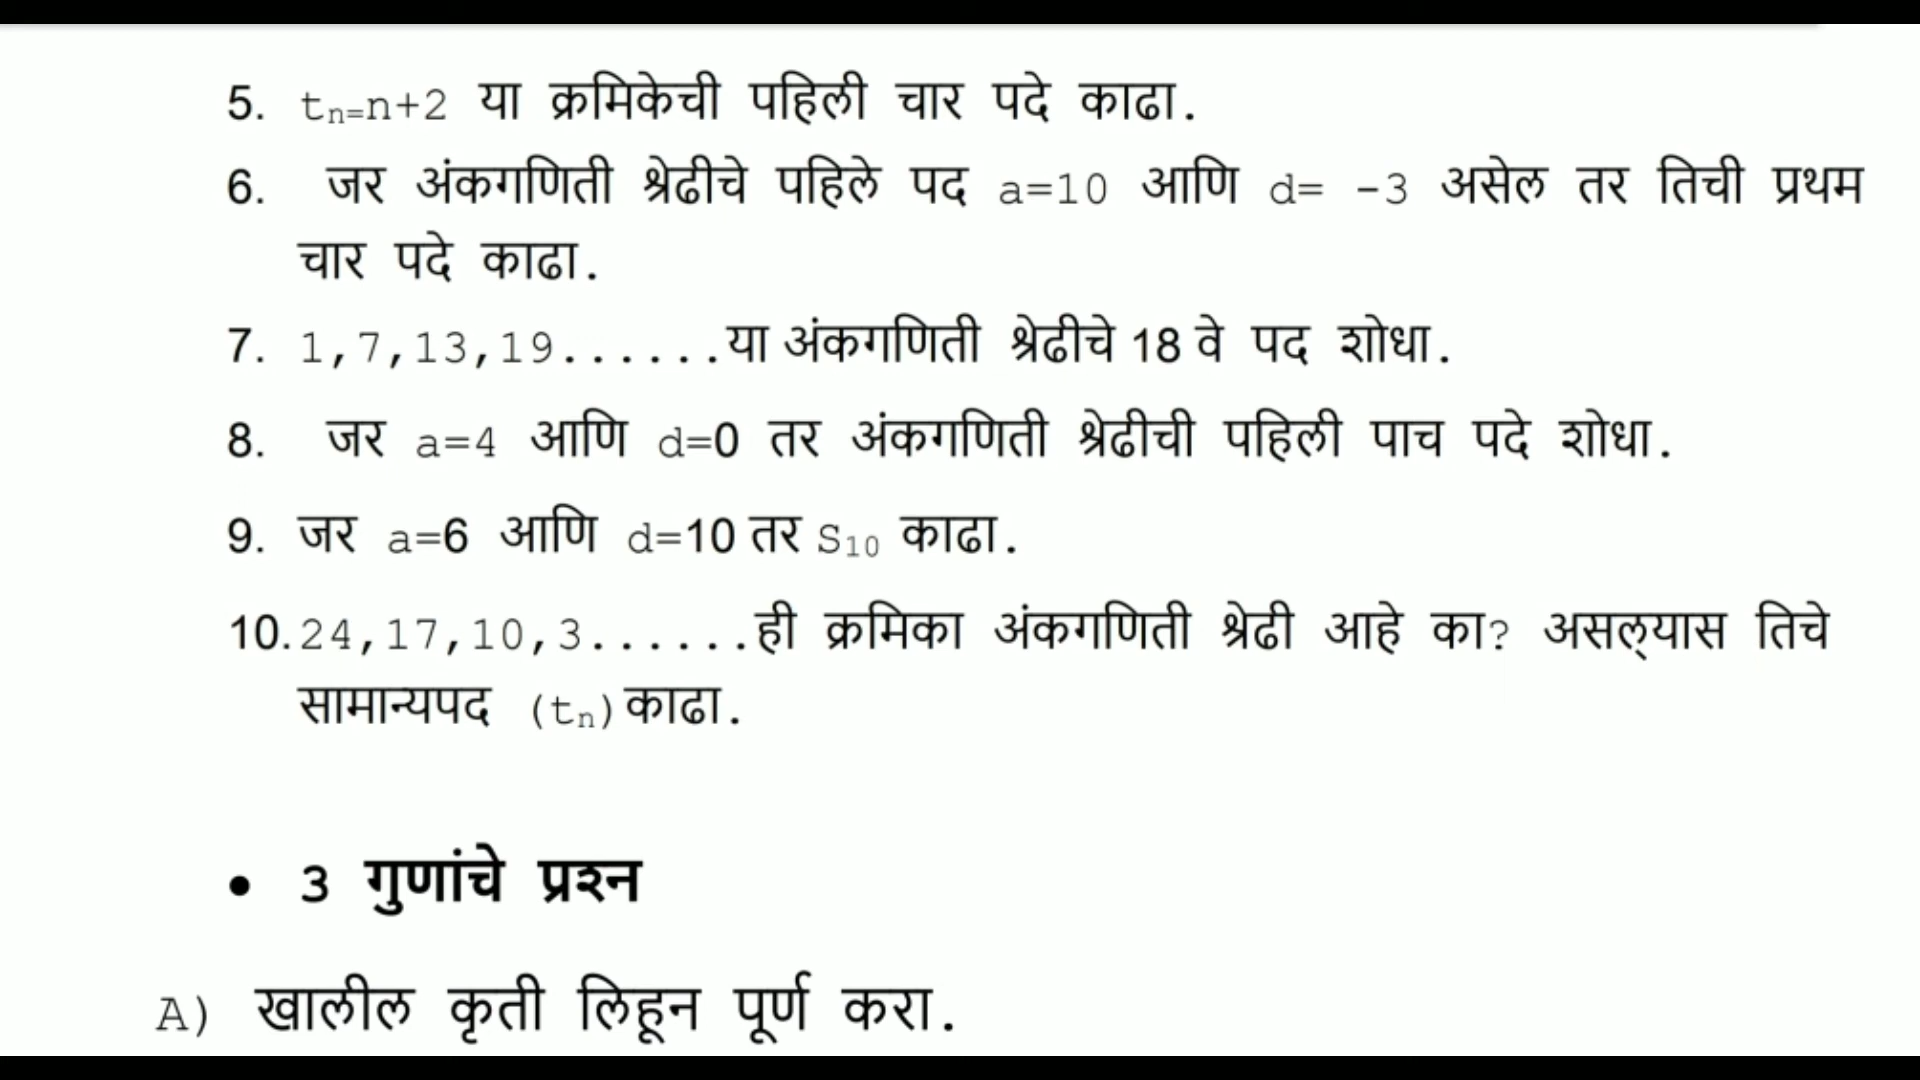 5. tn=n+2 या क्रमिकेची पहिली चार पदे काढा.
6. जर अंकगणिती श्रेढीचे पहिले पद a=10 आणि d= -3 असेल तर तिची प्रथम
चार पदे काढा.
7. 1,7,13,19......या अंकगणिती श्रेढीचे 18 वे पद शोधा.
8. जर a=4 आणि d=0 तर अंकगणिती श्रेढीची पहिली पाच पदे शोधा.
9. जर a=6 आणि d=10 तर S10 काढा.
10.24,17,10,3......ही क्रमिका अंकगणिती श्रेढी आहे का? असल्यास तिचे
सामान्यपद (tn)काढा.
• 3 गुणांचे प्रश्न
A) खालील कृती लिहून पूर्ण करा.